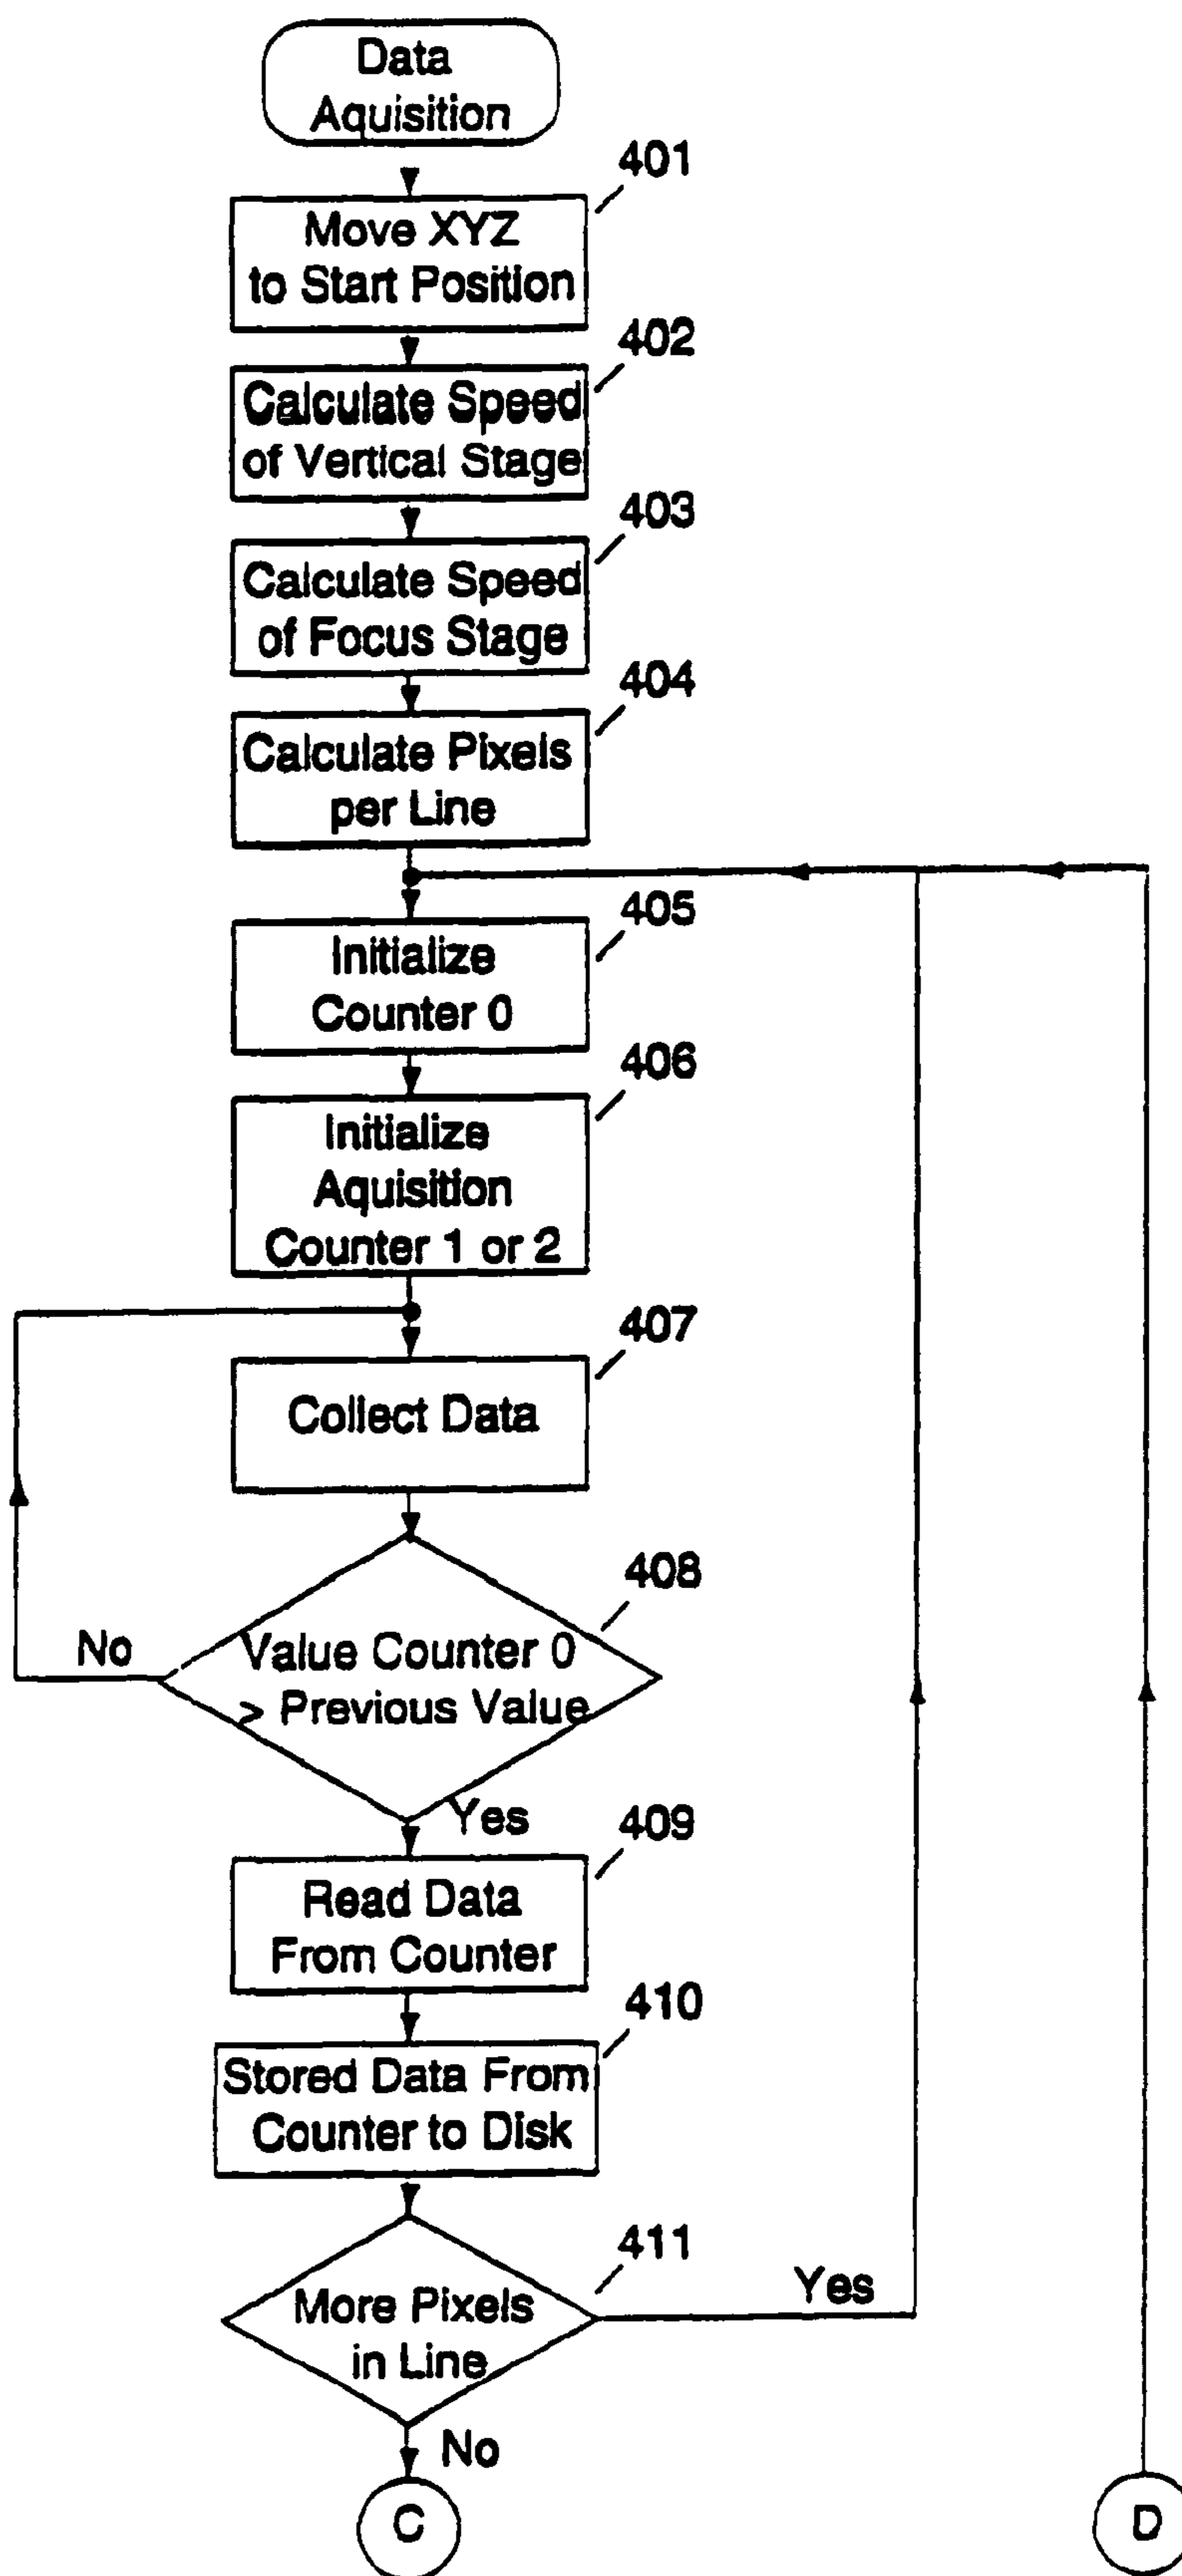 Data
Aquisition
401
Move XYZ
to Start Position
402
Calculate Speed
of Vertical Stage
403
Calculate Speed
of Focus Stage
404
Calculate Pixels
per Line
405
Initialize
Counter 0
406
Initialize
Aquisition
Counter 1 or 2
407
Collect Data
408
No
Value Counter 0
> Previous Value
Yes
409
Read Data
From Counter
410
Stored Data From
Counter to Disk
411
More Pixels
in Line
Yes
No
C
D